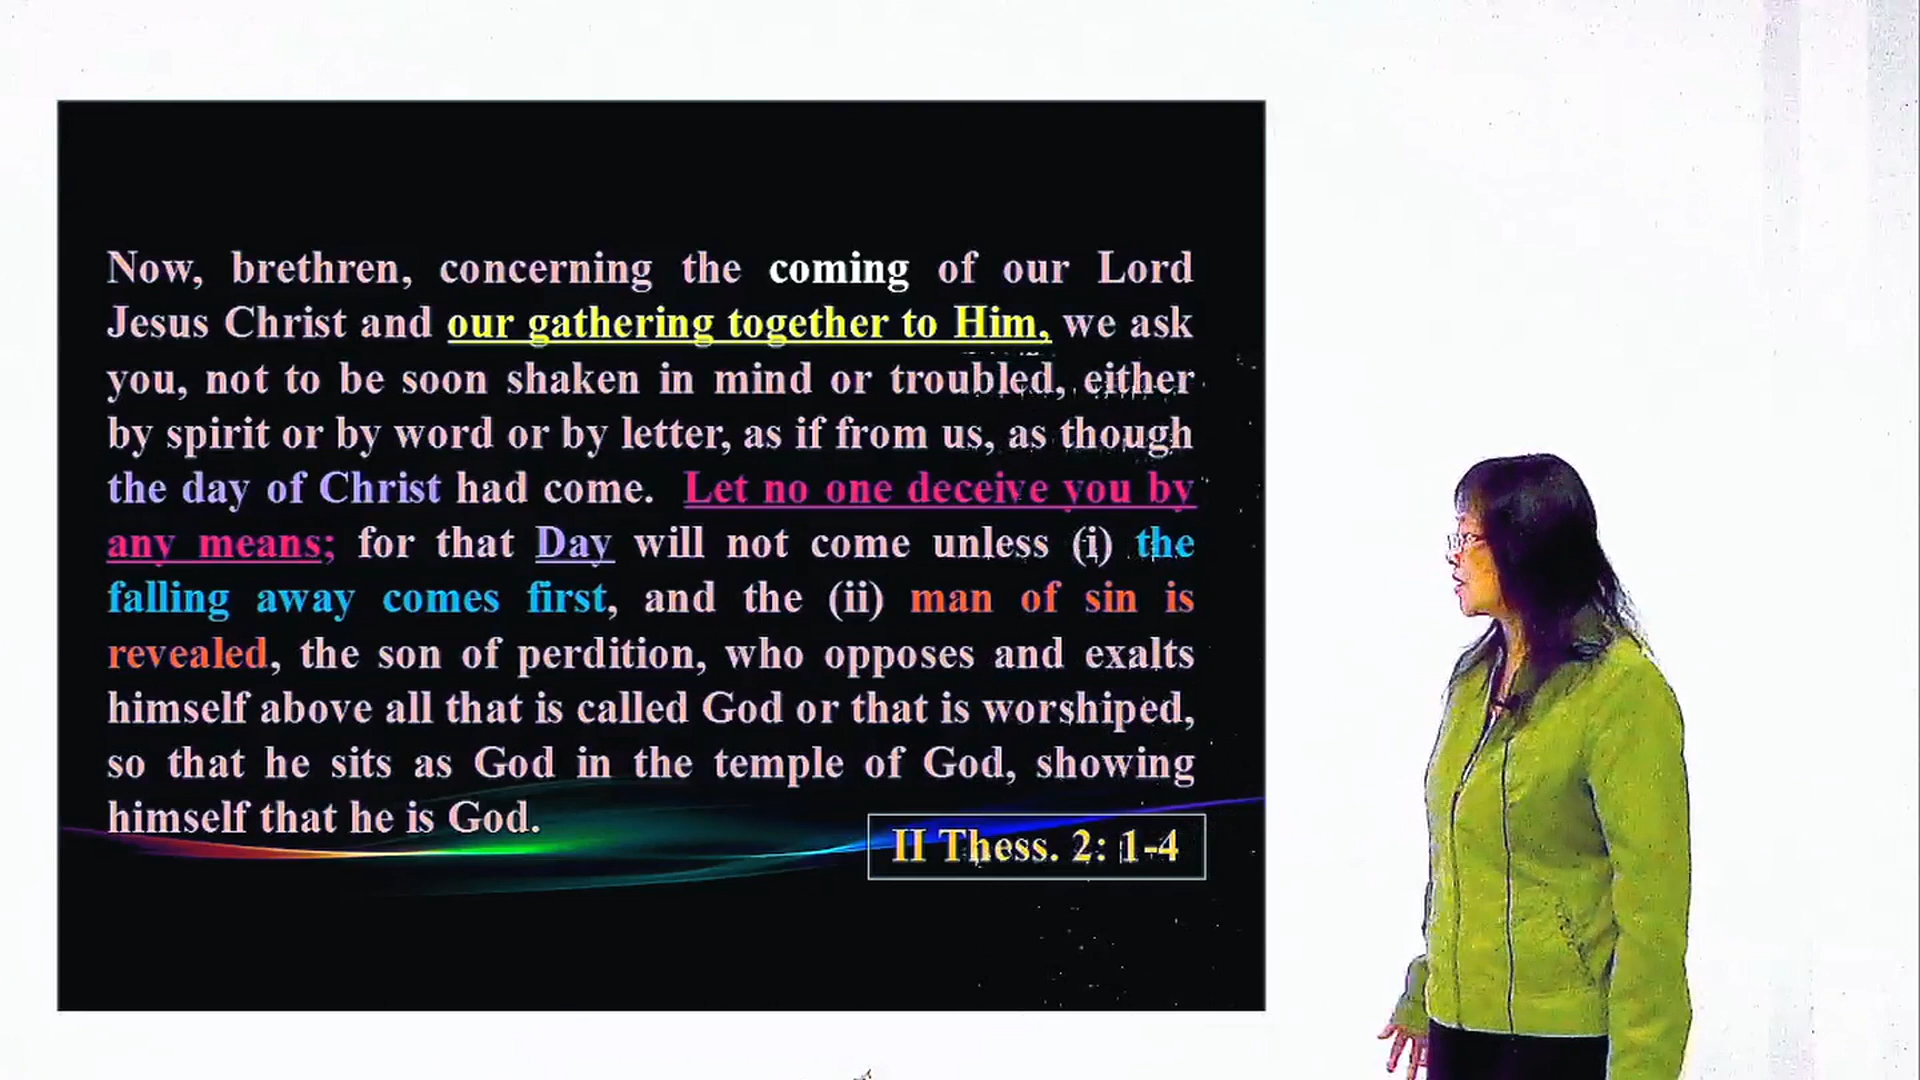 Now, brethren, concerning the coming of our Lord
Jesus Christ and our gathering together to Him, we ask
you, not to be soon shaken in mind or troubled, either
by spirit or by word or by letter, as if from us, as though
the day of Christ had come. Let no one deceive you by
any means; for that Day will not come unless (i) the
falling away comes first, and the (ii) man of sin is
revealed, the son of perdition, who opposes and exalts
himself above all that is called God or that is worshiped,
so that he sits as God in the temple of God, showing
himself that he is God.
II Thess. 2: 1-4